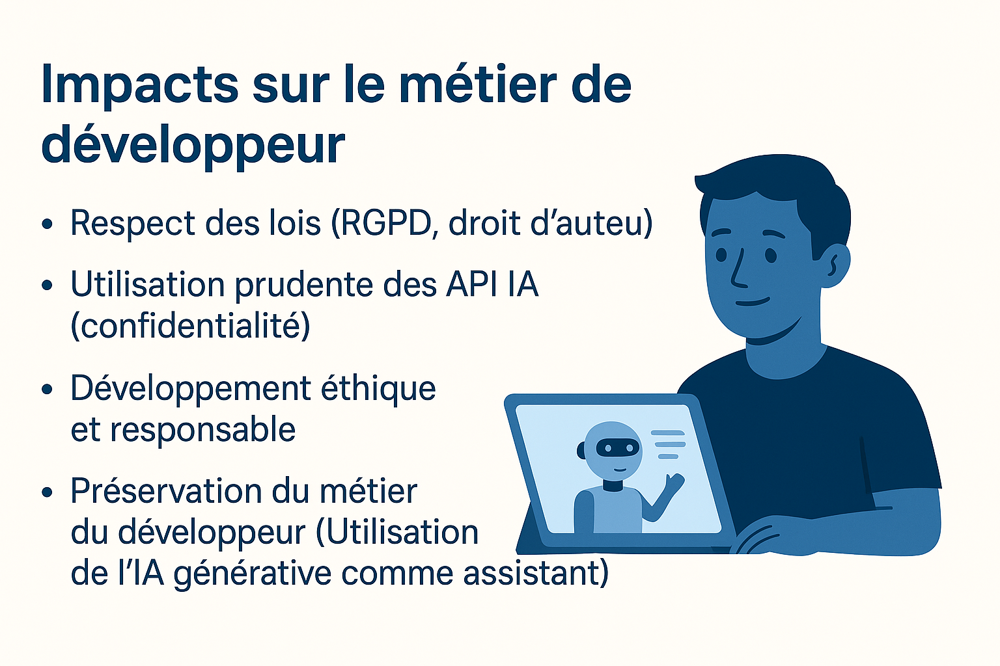 Impacts sur le métier de
développeur
• Respect des lois (RGPD, droit d’auteu)
• Utilisation prudente des API IA
(confidentialité)
• Développement éthique
et responsable
• Préservation du métier
du développeur (Utilisation
de l’IA générative comme assistant)